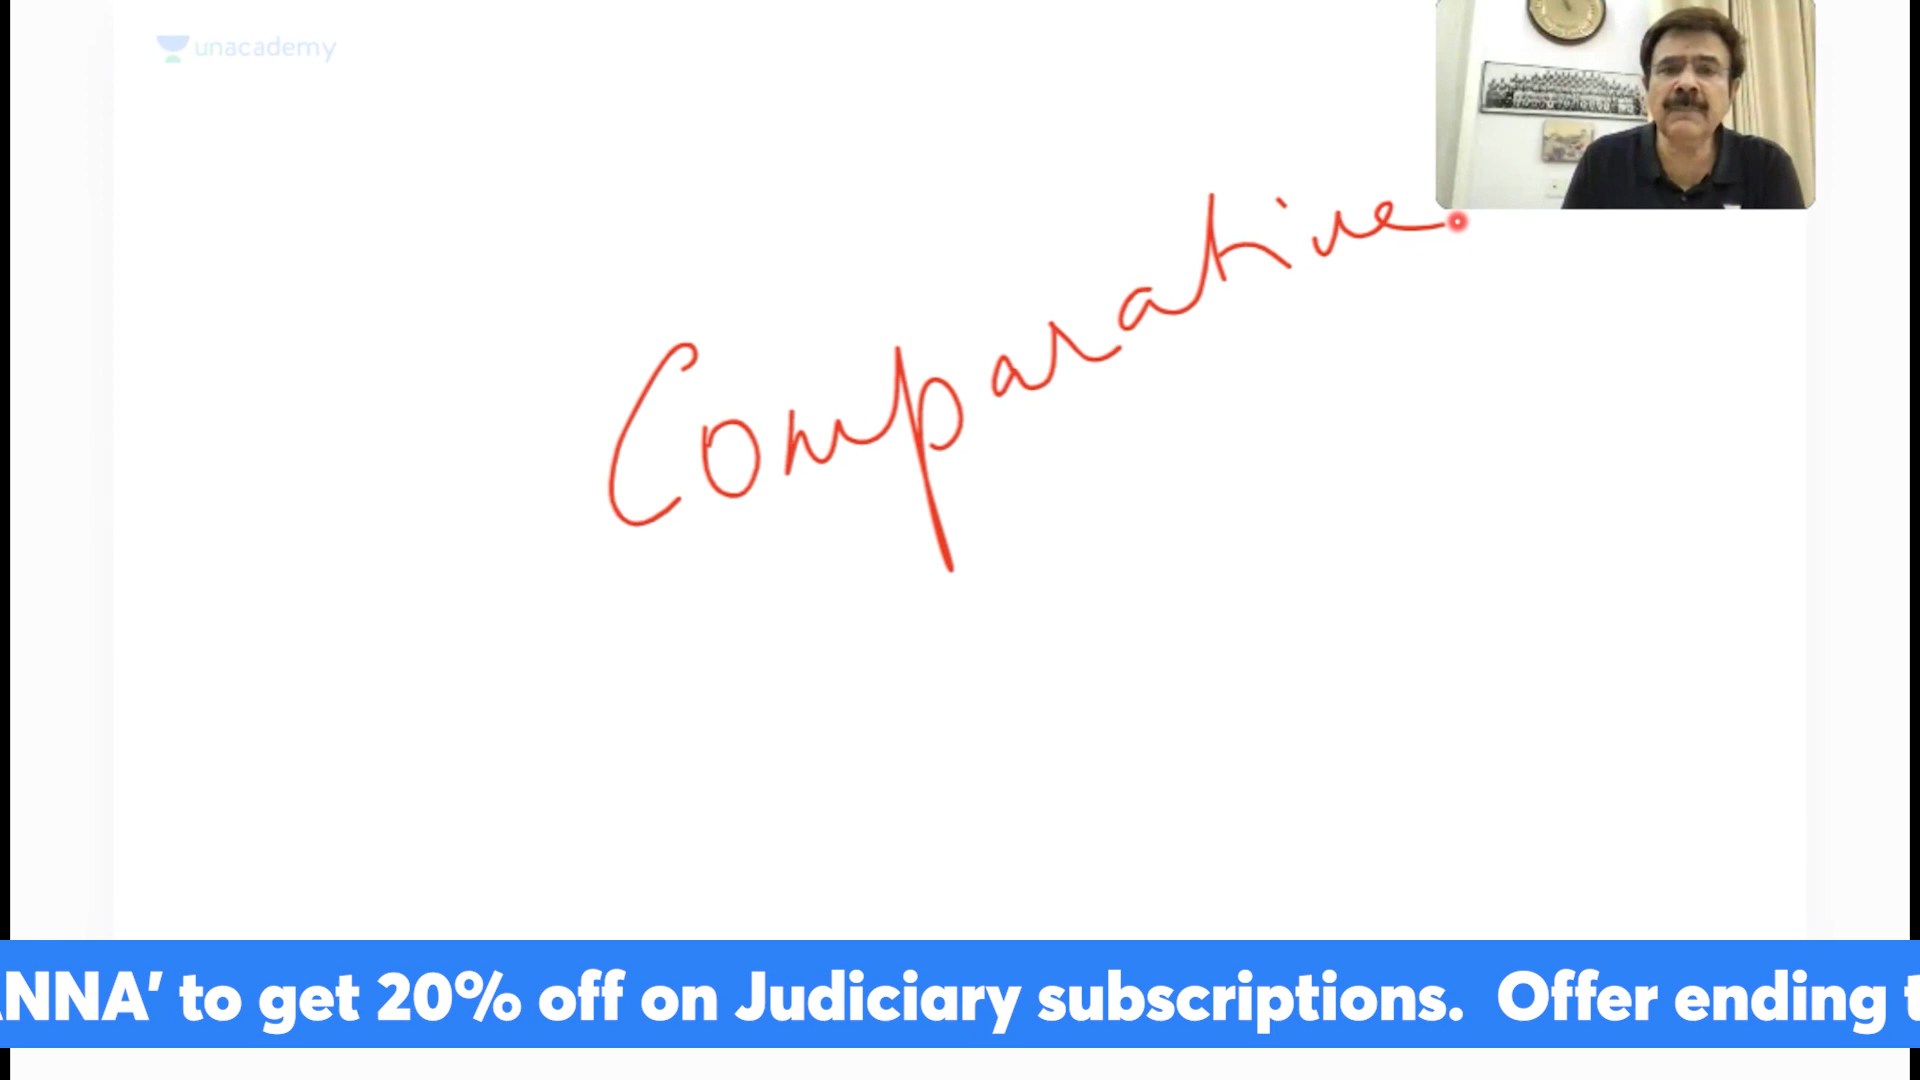 unacademy
Comparative
NNA' to get 20% off on Judiciary subscriptions. Offer ending